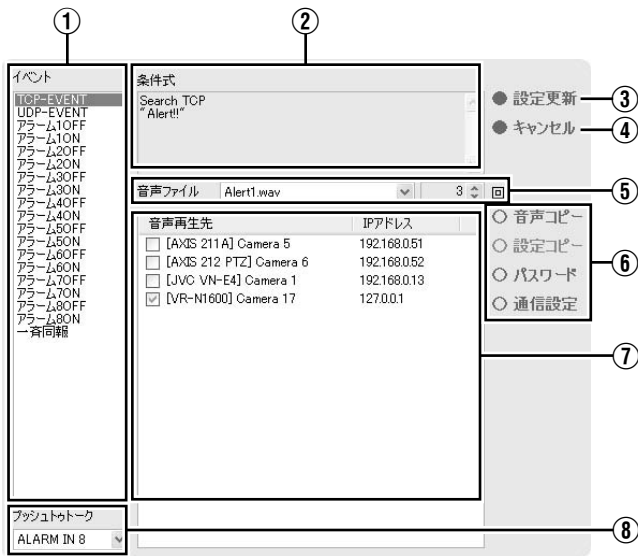 ① ②
イベント
TCP-EVENT
UDP-EVENT
アラーム1OFF
アラーム1ON
アラーム2OFF
アラーム2ON
アラーム3OFF
アラーム3ON
アラーム4OFF
アラーム4ON
アラーム5OFF
アラーム5ON
アラーム6OFF
アラーム6ON
アラーム7OFF
アラーム7ON
アラーム8OFF
アラーム8ON
一斉同報
条件式
Search TCP
"Alert!!"
設定更新 ③
キャンセル ④
音声ファイル Alert1.wav 3 ⑤
音声再生先 IPアドレス
[AXIS 211A] Camera 5 192.168.0.51
[AXIS 212 PTZ] Camera 6 192.168.0.52
[JVC VN-E4] Camera 1 192.168.0.13
[VR-N1600] Camera 17 127.0.0.1
音声コピー
設定コピー
パスワード
通信設定
⑥
⑦
プッシュトゥトーク
ALARM IN 8
⑧